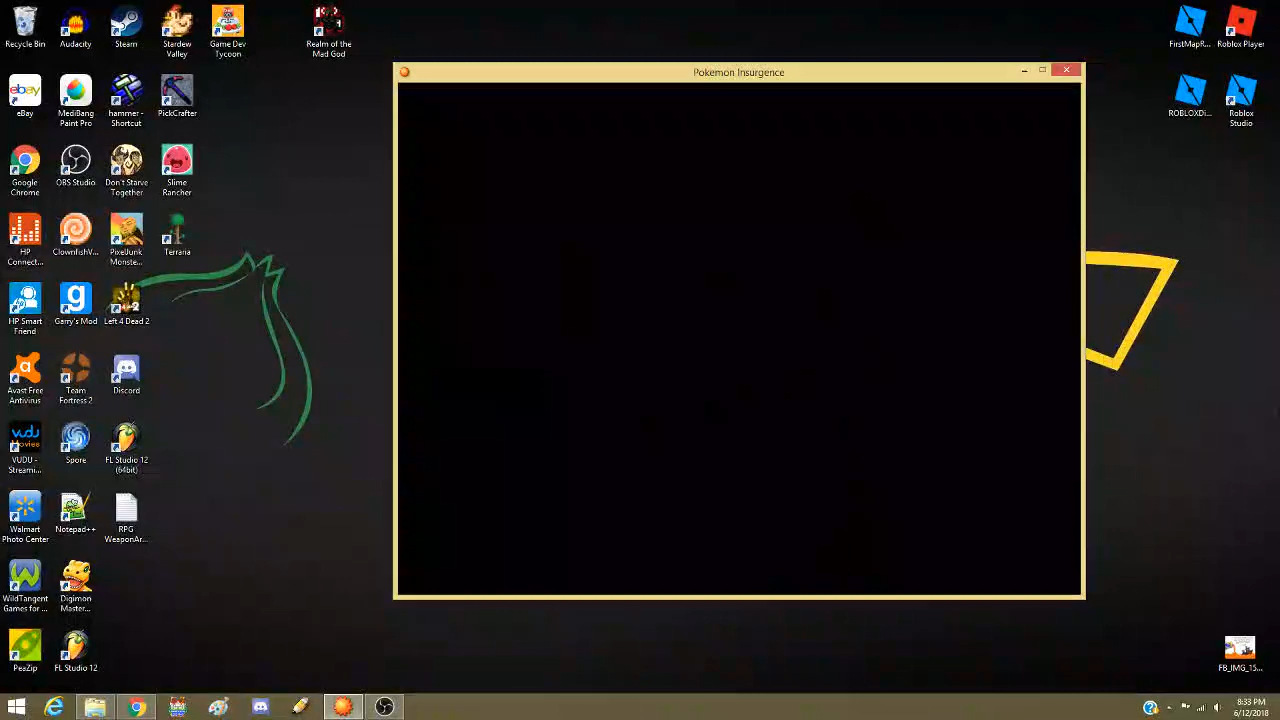 Recycle Bin
Audacity
Steam
Stardew
Valley
Game Dev
Tycoon
Realm of the
Mad God
FirstMapR...
Roblox Player
Pokemon Insurgence
eBay
MediBang
Paint Pro
hammer -
Shortcut
PickCrafter
ROBLOXDi...
Roblox
Studio
Google
Chrome
OBS Studio
Don't Starve
Together
Slime
Rancher
HP
Connect...
ClownfishV...
PixelJunk
Monste...
Terraria
HP Smart
Friend
Garry's Mod
Left 4 Dead 2
Avast Free
Antivirus
Team
Fortress 2
Discord
VUDU -
Streami...
Spore
FL Studio 12
(64bit)
Walmart
Photo Center
Notepad++
RPG
WeaponAr...
WildTangent
Games for ...
Digimon
Master...
PeaZip
FL Studio 12
FB_IMG_15...
8:33 PM
6/12/2018